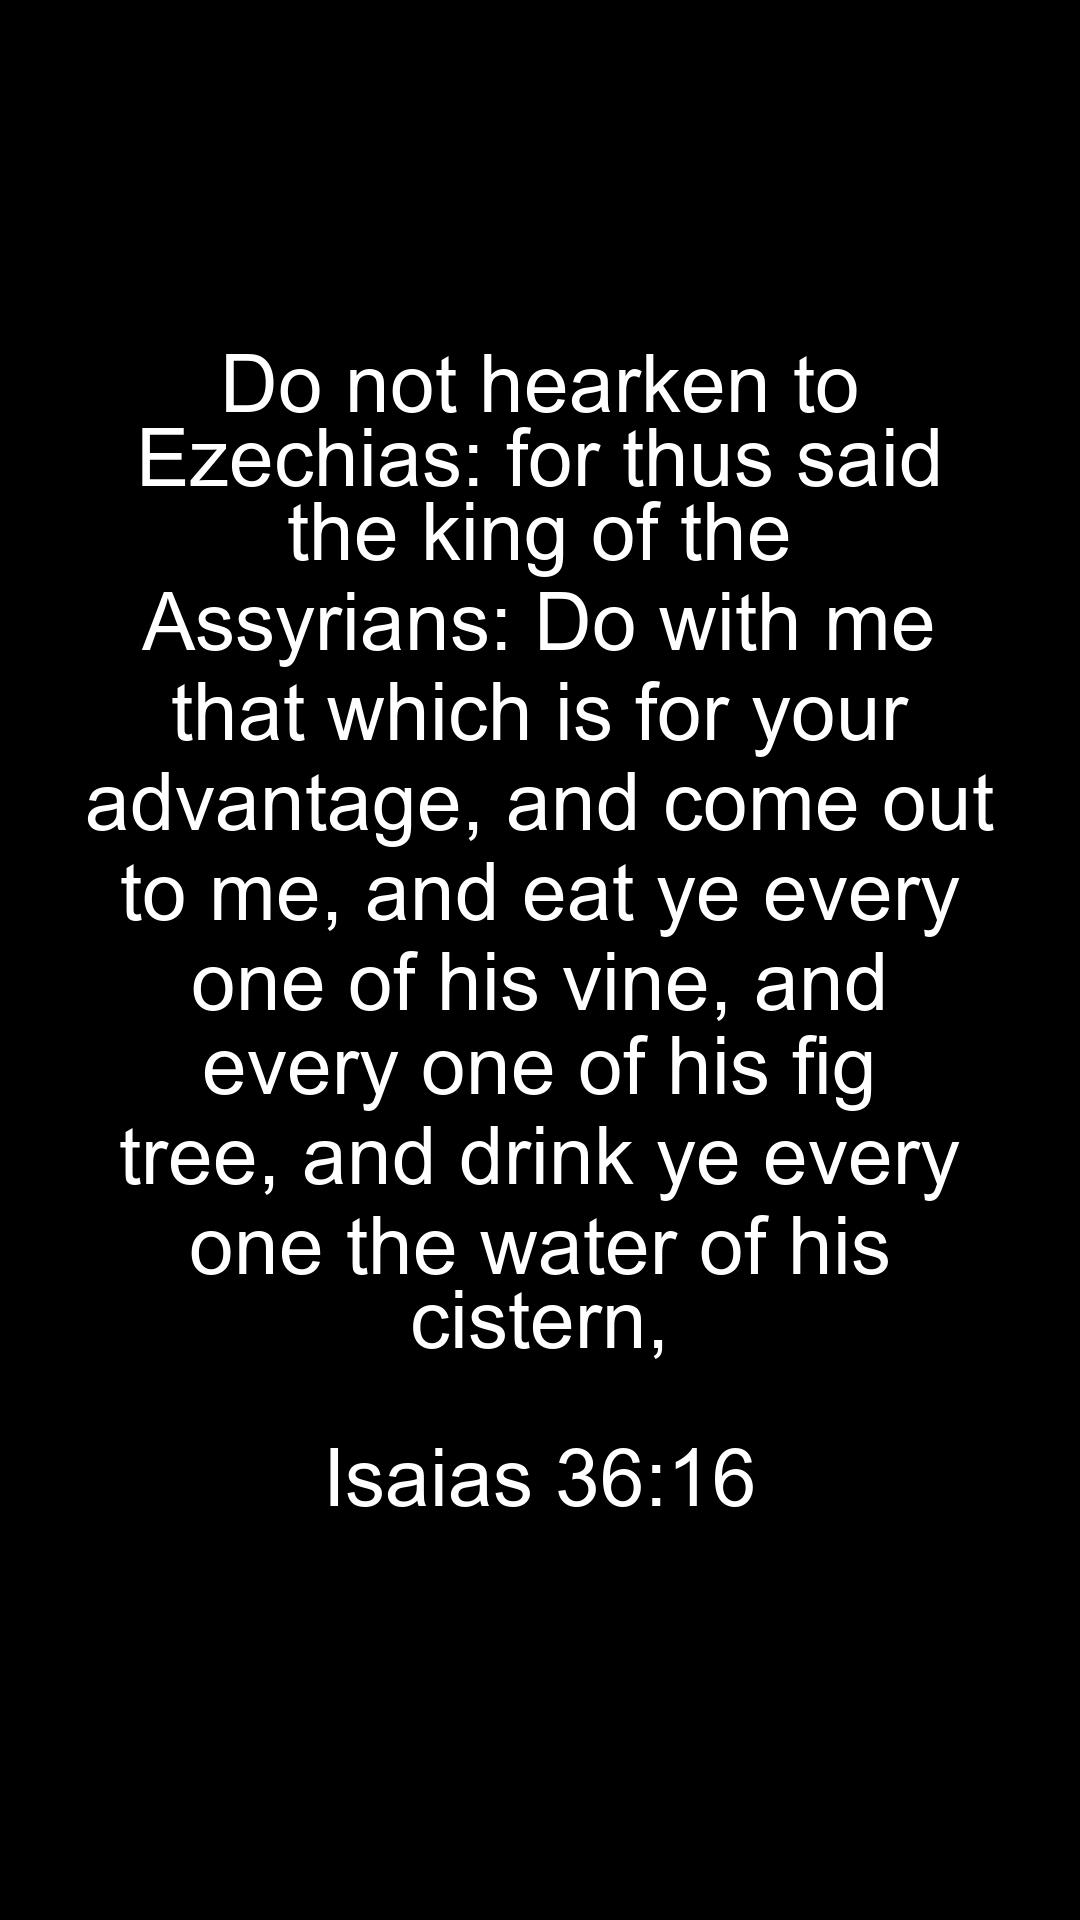 Do not hearken to
Ezechias: for thus said
the king of the
Assyrians: Do with me
that which is for your
advantage, and come out
to me, and eat ye every
one of his vine, and
every one of his fig
tree, and drink ye every
one the water of his
cistern,
Isaias 36:16